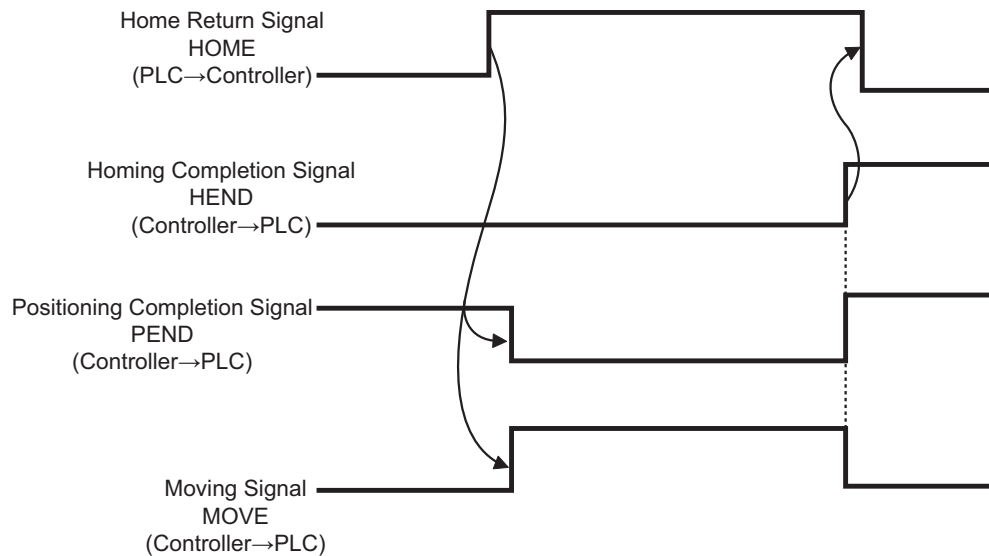 Home Return Signal
HOME
(PLC→Controller)
Homing Completion Signal
HEND
(Controller→PLC)
Positioning Completion Signal
PEND
(Controller→PLC)
Moving Signal
MOVE
(Controller→PLC)